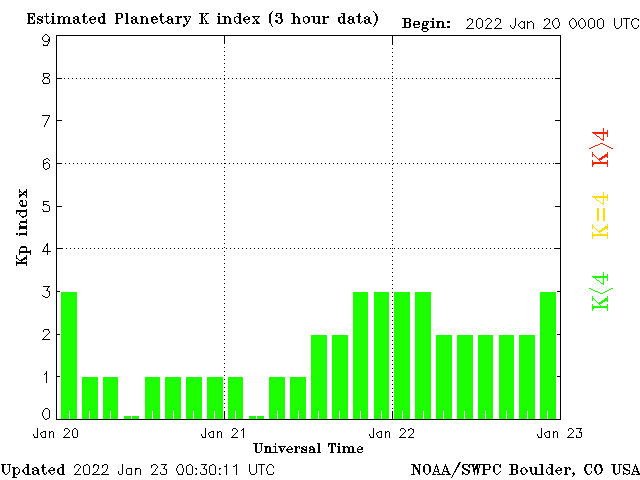 Estimated Planetary K index (3 hour data) Begin: 2022 Jan 20 0000 UTC
9
8
7
6
5
4
3
2
1
0
Kp index
K>4
K=4
K<4
Jan 20 Jan 21 Jan 22 Jan 23
Universal Time
Updated 2022 Jan 23 00:30:11 UTC NOAA/SWPC Boulder, CO USA